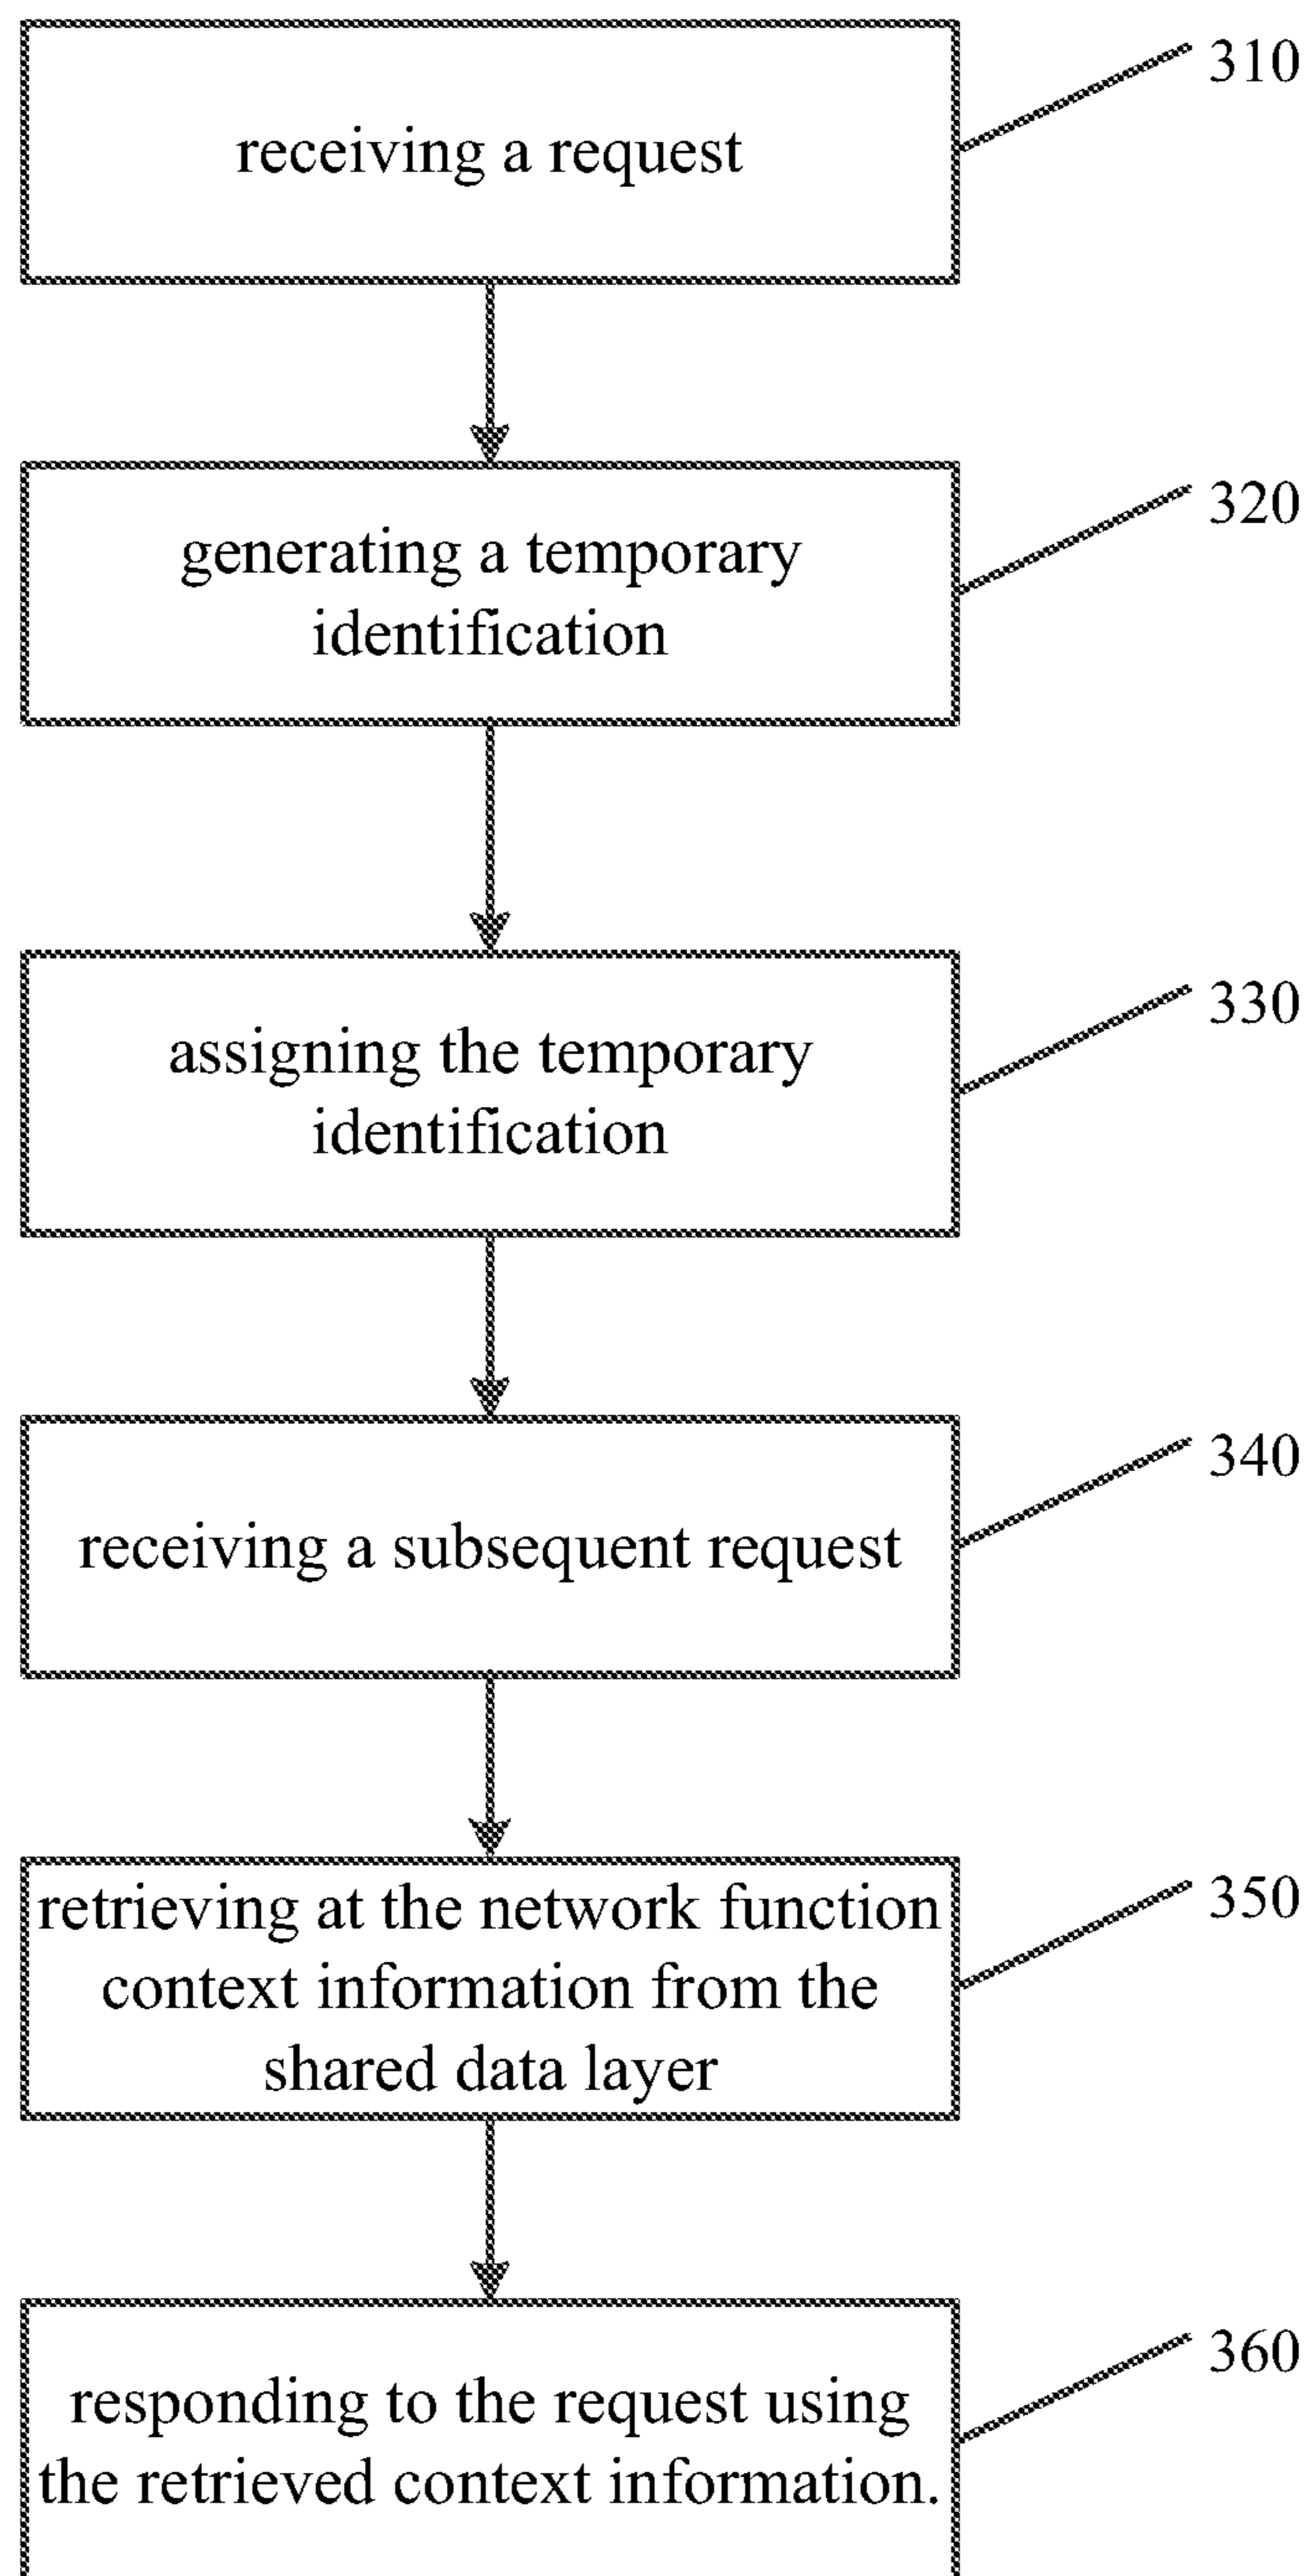 receiving a request
310
generating a temporary
identification
320
assigning the temporary
identification
330
receiving a subsequent request
340
retrieving at the network function
context information from the
shared data layer
350
responding to the request using
the retrieved context information.
360